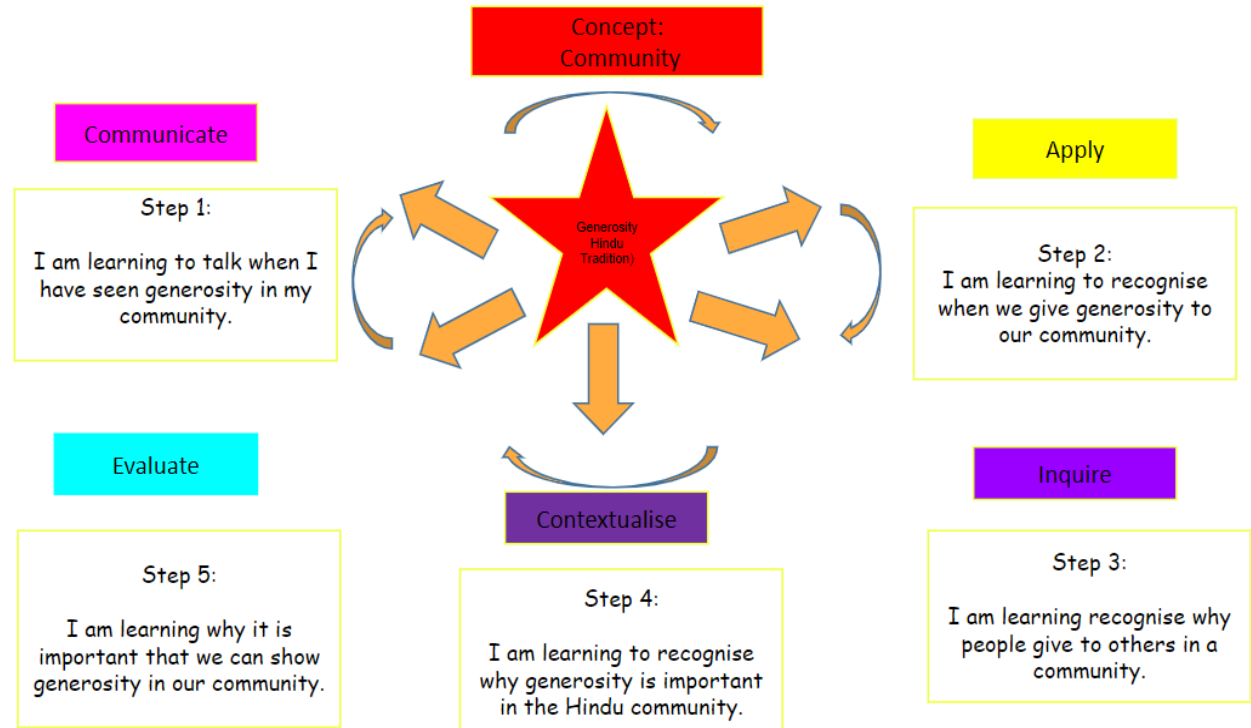 Concept:
Community
Communicate
Step 1:
I am learning to talk when I
have seen generosity in my
community.
Generosity
Hindu
Tradition)
Apply
Step 2:
I am learning to recognise
when we give generosity to
our community.
Inquire
Step 3:
I am learning recognise why
people give to others in a
community.
Contextualise
Step 4:
I am learning to recognise
why generosity is important
in the Hindu community.
Evaluate
Step 5:
I am learning why it is
important that we can show
generosity in our community.